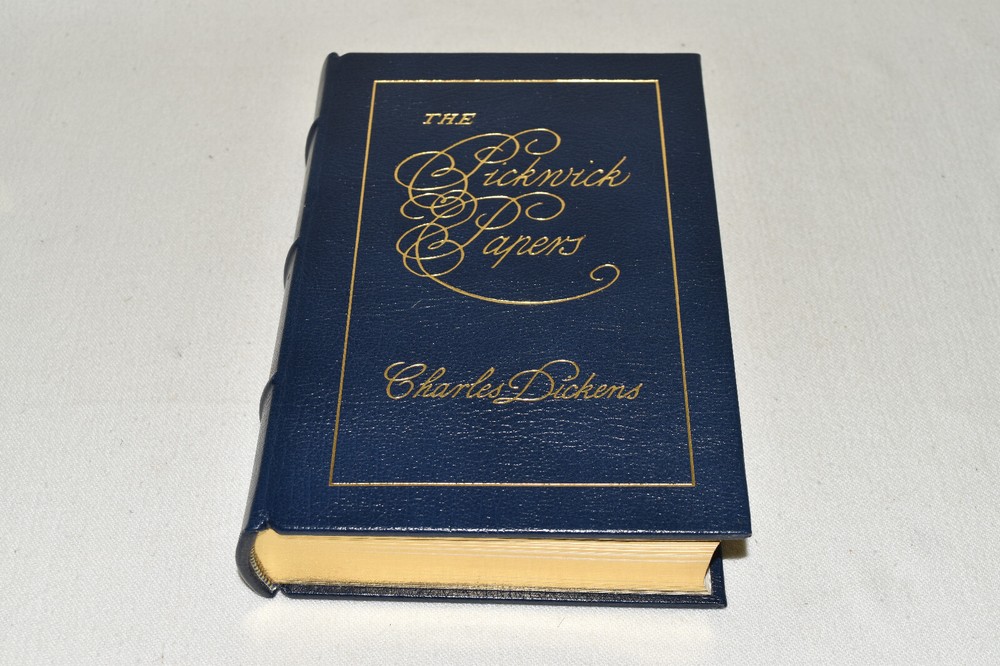 THE
Pickwick
Papers
Charles Dickens